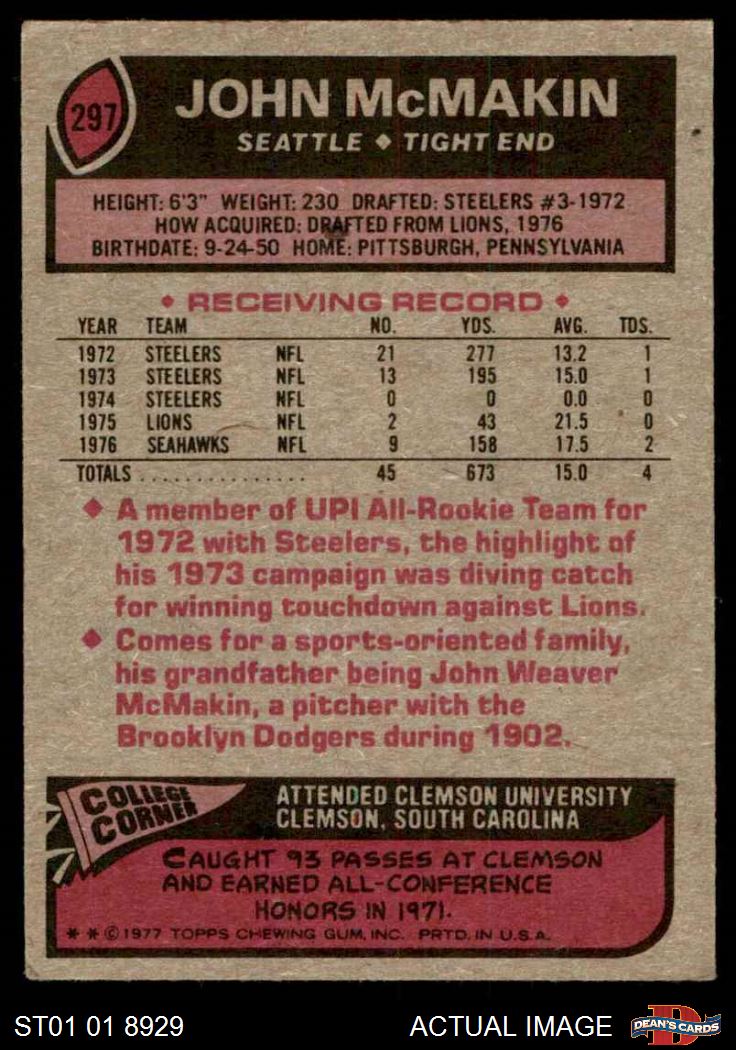 297
JOHN McMAKIN
SEATTLE ◆ TIGHT END
HEIGHT: 6'3" WEIGHT: 230 DRAFTED: STEELERS #3-1972
HOW ACQUIRED: DRAFTED FROM LIONS, 1976
BIRTHDATE: 9-24-50 HOME: PITTSBURGH, PENNSYLVANIA
◆ RECEIVING RECORD ◆
YEAR TEAM NO. YDS. AVG. TDS.
1972 STEELERS NFL 21 277 13.2 1
1973 STEELERS NFL 13 195 15.0 1
1974 STEELERS NFL 0 0 0.0 0
1975 LIONS NFL 2 43 21.5 0
1976 SEAHAWKS NFL 9 158 17.5 2
TOTALS ............... 45 673 15.0 4
◆ A member of UPI All-Rookie Team for
1972 with Steelers, the highlight of
his 1973 campaign was diving catch
for winning touchdown against Lions.
◆ Comes for a sports-oriented family,
his grandfather being John Weaver
McMakin, a pitcher with the
Brooklyn Dodgers during 1902.
COLLEGE
CORNER
ATTENDED CLEMSON UNIVERSITY
CLEMSON, SOUTH CAROLINA
CAUGHT 93 PASSES AT CLEMSON
AND EARNED ALL-CONFERENCE
HONORS IN 1971.
* * © 1977 TOPPS CHEWING GUM, INC. PRTD. IN U.S.A.
ST01 01 8929
ACTUAL IMAGE
D
DEAN'S CARDS